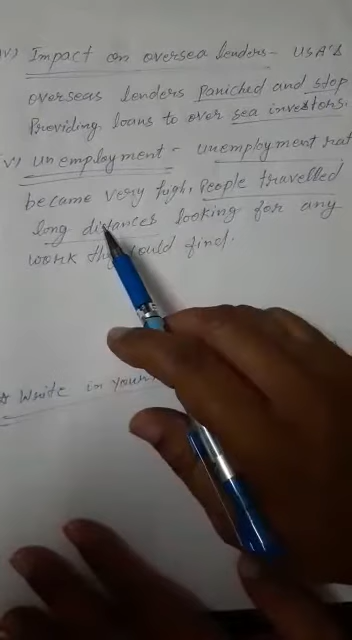 iv) Impact on oversea lenders - USA's
overseas lenders paniched and stop
Providing loans to over sea investors.
v) unemployment - unemployment rat
became very high, People travelled
long distances looking for any
work they could find.
* Write in your